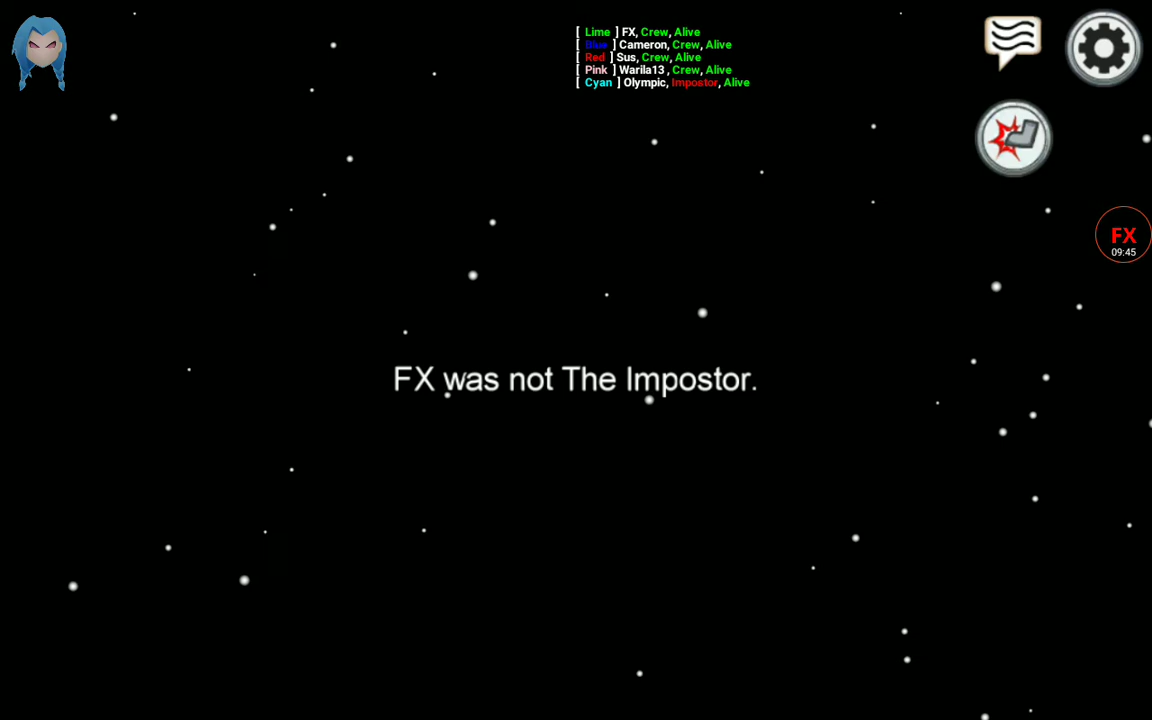 [ Lime ] FX, Crew, Alive
[ Blue ] Cameron, Crew, Alive
[ Red ] Sus, Crew, Alive
[ Pink ] Warila13 , Crew, Alive
[ Cyan ] Olympic, Impostor, Alive
FX
09:45
FX was not The Impostor.